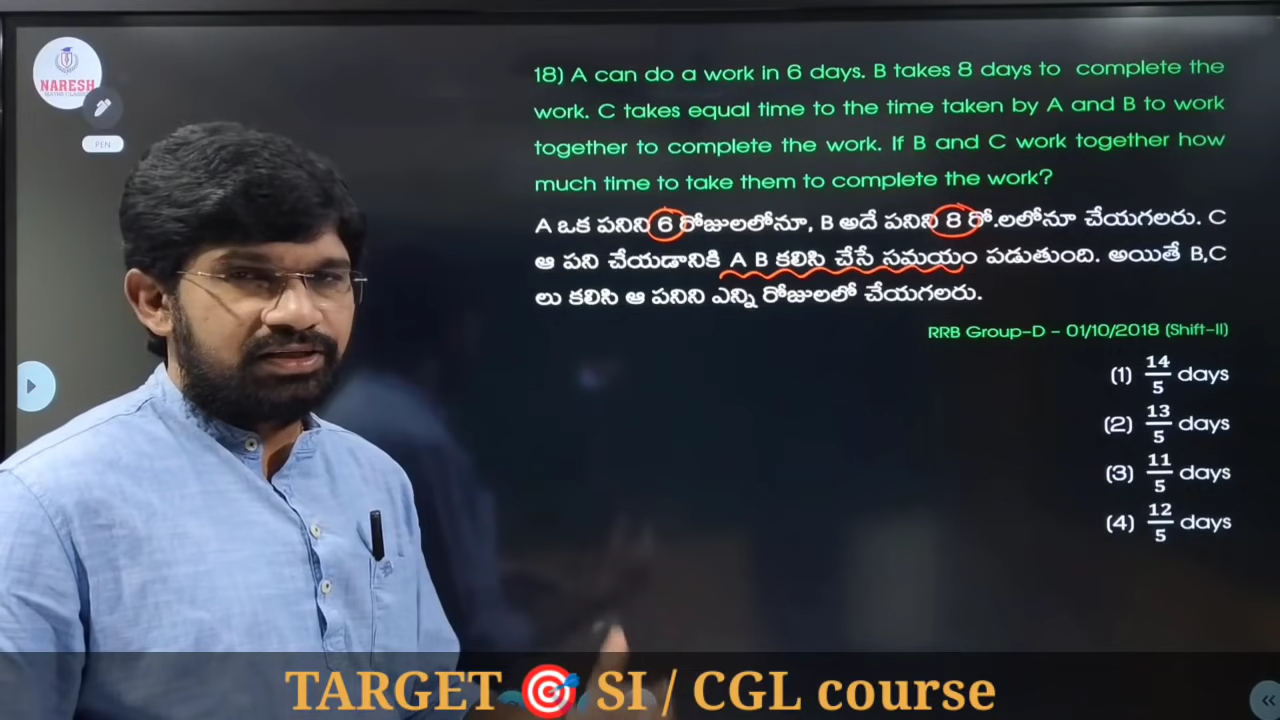 NARESH
PEN
18) A can do a work in 6 days. B takes 8 days to complete the
work. C takes equal time to the time taken by A and B to work
together to complete the work. If B and C work together how
much time to take them to complete the work?
A ఒక పనిని 6 రోజులలోనూ, B అదే పనిని 8 రో.లలోనూ చేయగలరు. C
ఆ పని చేయడానికి A B కలిసి చేసే సమయం పడుతుంది. అయితే B,C
లు కలిసి ఆ పనిని ఎన్ని రోజులలో చేయగలరు.
RRB Group-D - 01/10/2018 (Shift-II)
(1) 14/5 days
(2) 13/5 days
(3) 11/5 days
(4) 12/5 days
TARGET 🎯 SI / CGL course